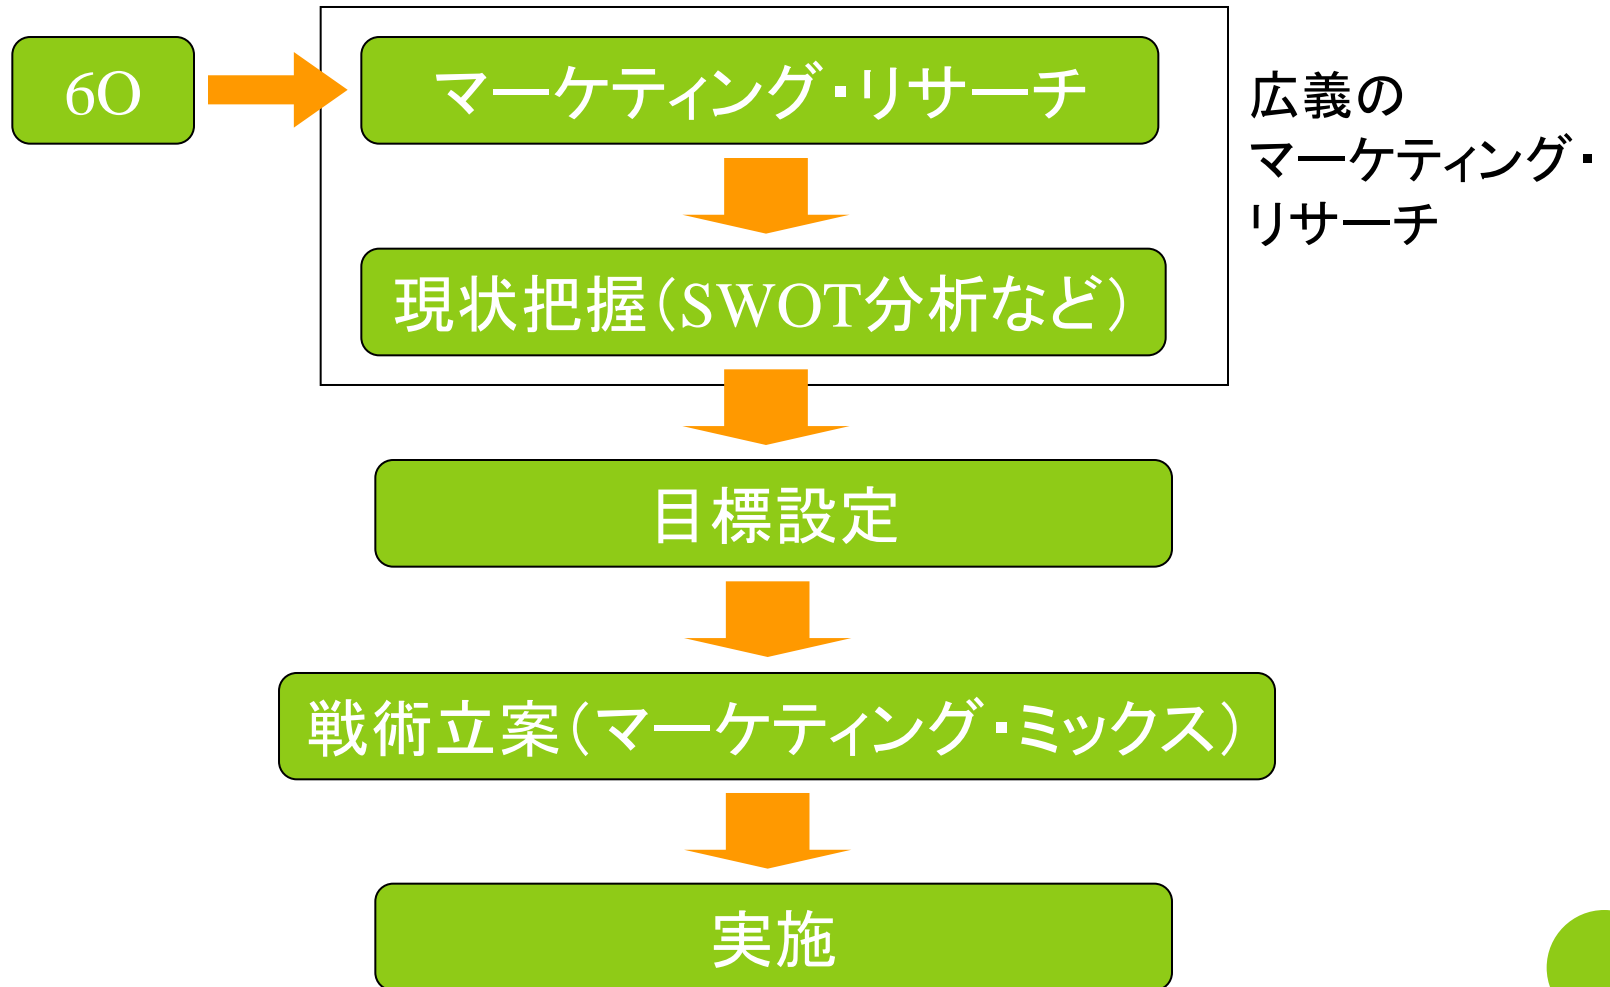 6O
マーケティング・リサーチ
広義の
マーケティング・
リサーチ
現状把握(SWOT分析など)
目標設定
戦術立案(マーケティング・ミックス)
実施